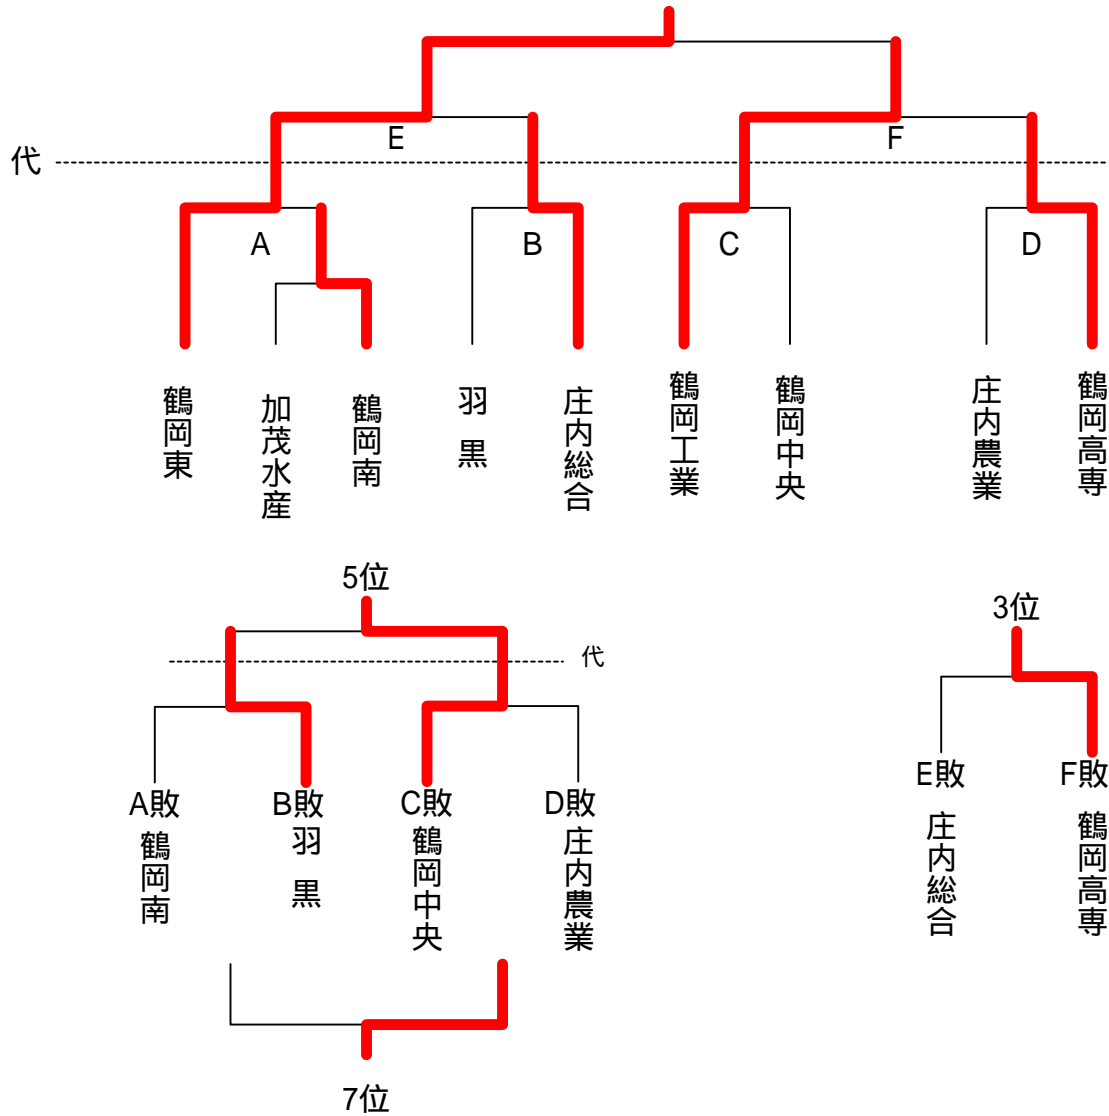 代
E
F
A
B
C
D
鶴岡東
加茂水産
鶴岡南
羽黒
庄内総合
鶴岡工業
鶴岡中央
庄内農業
鶴岡高専
5位
3位
代
A敗
B敗
C敗
D敗
E敗
F敗
鶴岡南
羽黒
鶴岡中央
庄内農業
庄内総合
鶴岡高専
7位